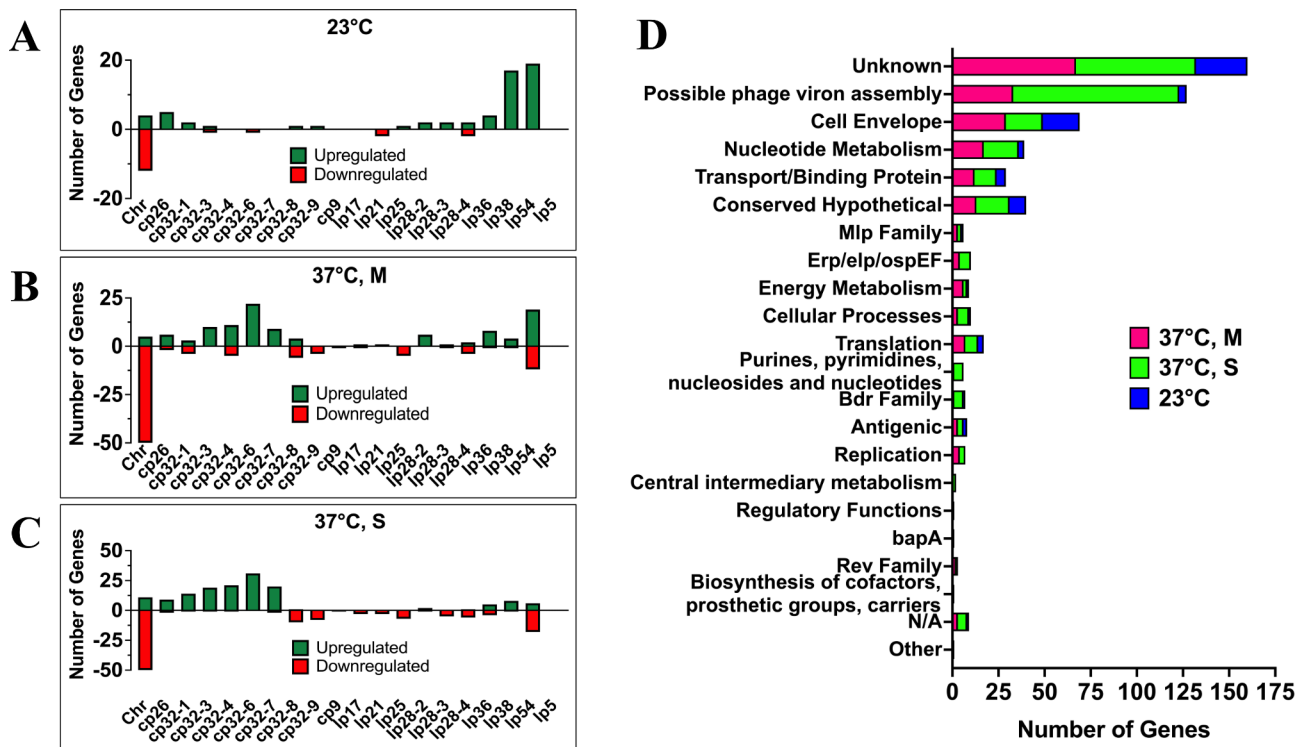 A
23°C
Number of Genes
20
0
-20
Upregulated
Downregulated
Chr
cp26
cp32-1
cp32-3
cp32-4
cp32-6
cp32-7
cp32-8
cp32-9
cp9
lp17
lp21
lp25
lp28-2
lp28-3
lp28-4
lp36
lp38
lp54
lp5
B
37°C, M
Number of Genes
25
0
-25
-50
Upregulated
Downregulated
Chr
cp26
cp32-1
cp32-3
cp32-4
cp32-6
cp32-7
cp32-8
cp32-9
cp9
lp17
lp21
lp25
lp28-2
lp28-3
lp28-4
lp36
lp38
lp54
lp5
C
37°C, S
Number of Genes
50
25
0
-25
-50
Upregulated
Downregulated
Chr
cp26
cp32-1
cp32-3
cp32-4
cp32-6
cp32-7
cp32-8
cp32-9
cp9
lp17
lp21
lp25
lp28-2
lp28-3
lp28-4
lp36
lp38
lp54
lp5
D
Unknown
Possible phage viron assembly
Cell Envelope
Nucleotide Metabolism
Transport/Binding Protein
Conserved Hypothetical
Mlp Family
Erp/elp/ospEF
Energy Metabolism
Cellular Processes
Translation
Purines, pyrimidines,
nucleosides and nucleotides
Bdr Family
Antigenic
Replication
Central intermediary metabolism
Regulatory Functions
bapA
Rev Family
Biosynthesis of cofactors,
prosthetic groups, carriers
N/A
Other
37°C, M
37°C, S
23°C
0 25 50 75 100 125 150 175
Number of Genes